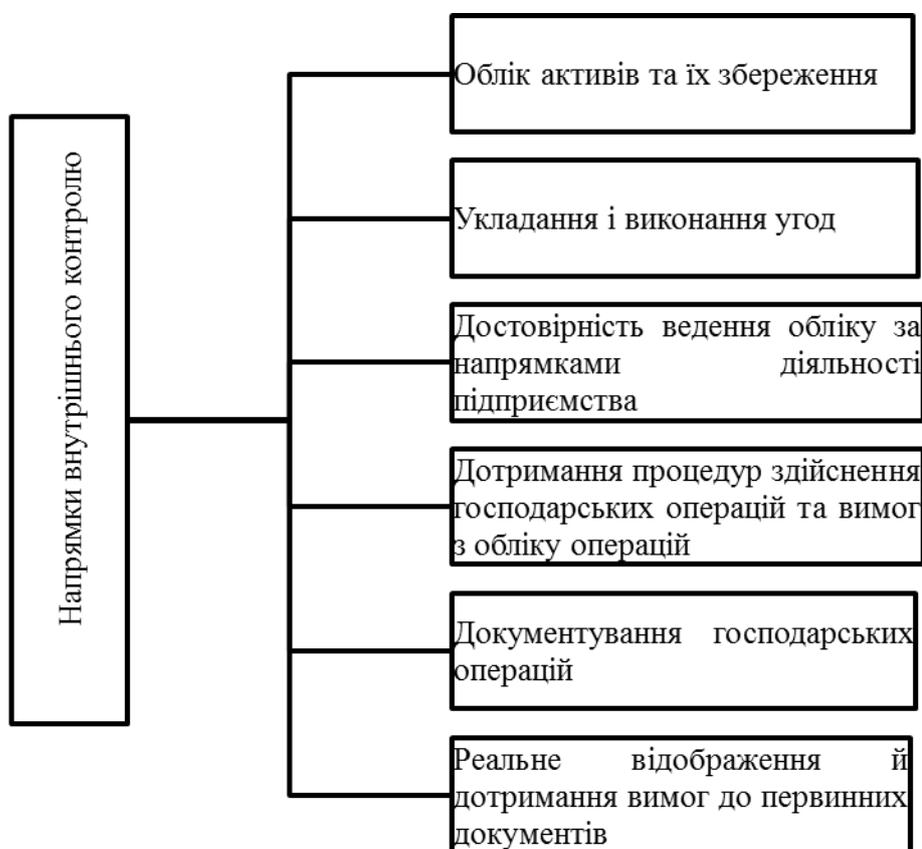 Напрямки внутрішнього контролю
Облік активів та їх збереження
Укладання і виконання угод
Достовірність ведення обліку за
напрямками діяльності
підприємства
Дотримання процедур здійснення
господарських операцій та вимог
з обліку операцій
Документування господарських
операцій
Реальне відображення й
дотримання вимог до первинних
документів